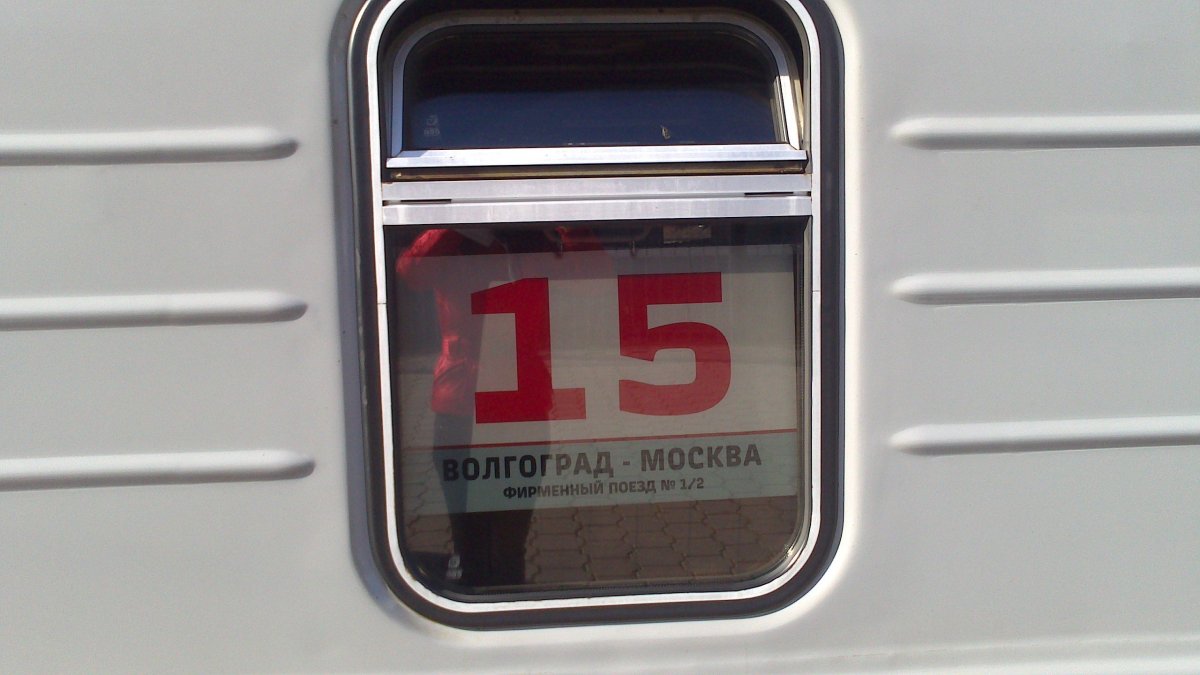 15
ВОЛГОГРАД - МОСКВА
ФИРМЕННЫЙ ПОЕЗД № 1/2